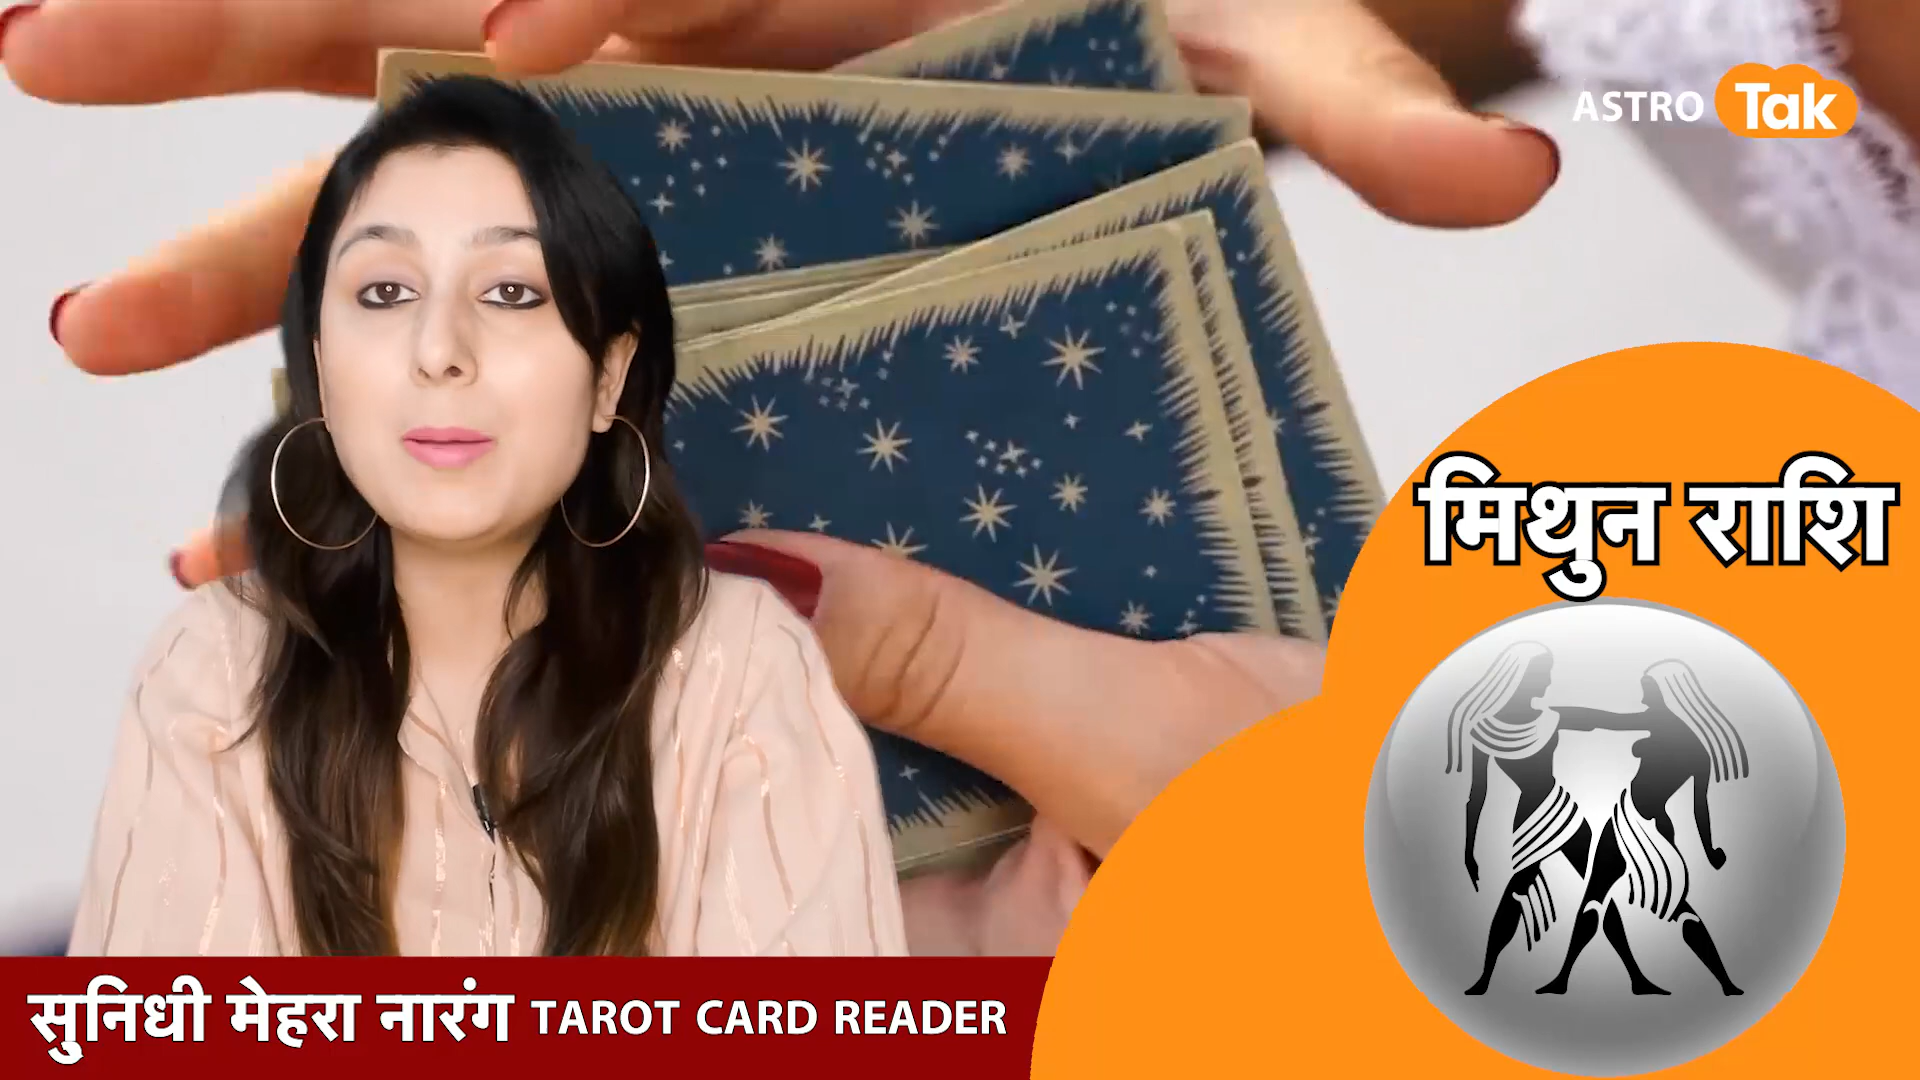 ASTRO Tak
मिथुन राशि
सुनिधी मेहरा नारंग TAROT CARD READER